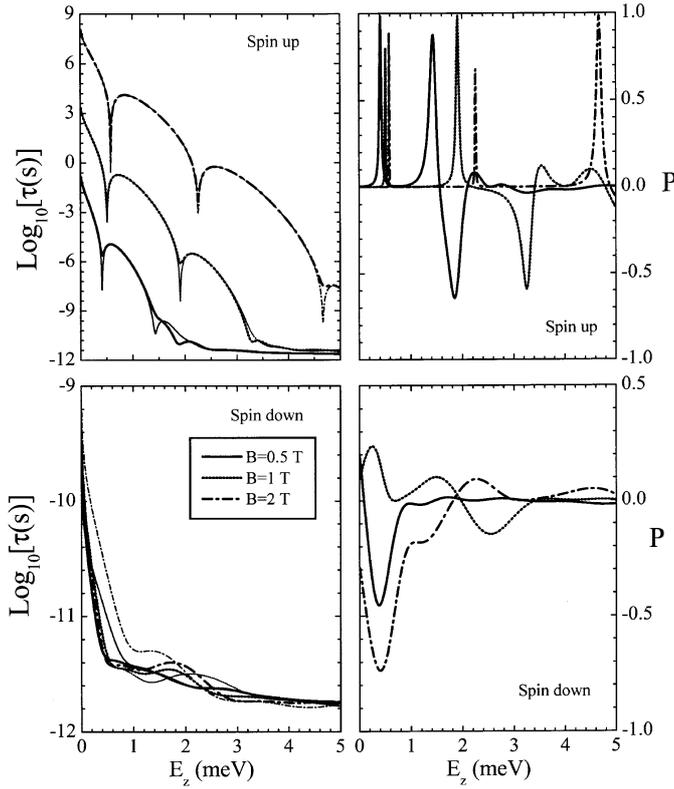 9
6
3
0
-3
-6
-9
-12
Log10[τ(s)]
Spin up
1.0
0.5
0.0
-0.5
-1.0
P
Spin up
-9
-10
-11
-12
Log10[τ(s)]
Spin down
B=0.5 T
B=1 T
B=2 T
0 1 2 3 4 5
Ez (meV)
0.5
0.0
-0.5
-1.0
P
Spin down
0 1 2 3 4 5
Ez (meV)